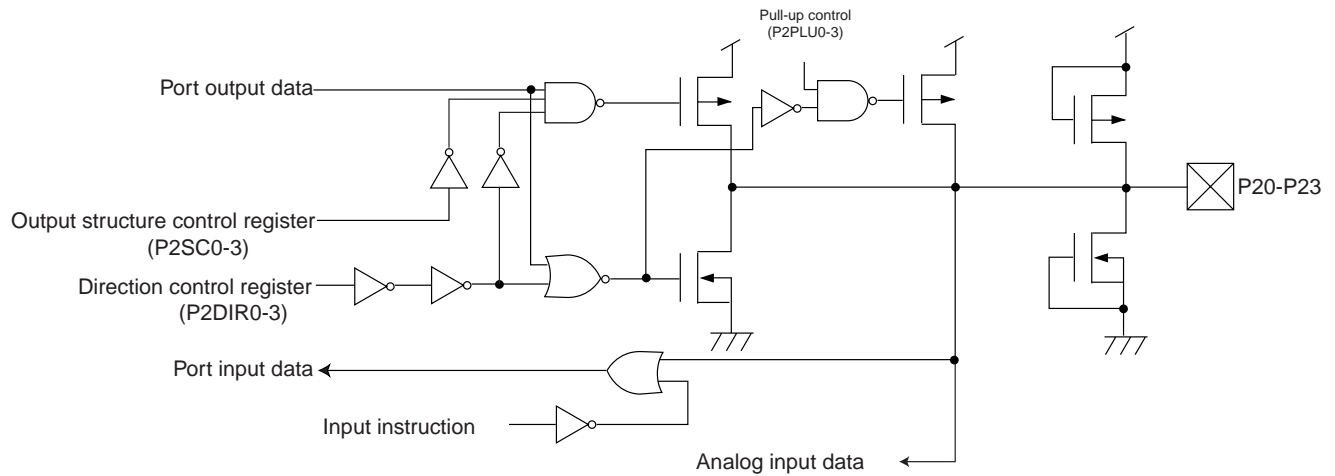 Pull-up control
(P2PLU0-3)
Port output data
P20-P23
Output structure control register
(P2SC0-3)
Direction control register
(P2DIR0-3)
Port input data
Input instruction
Analog input data